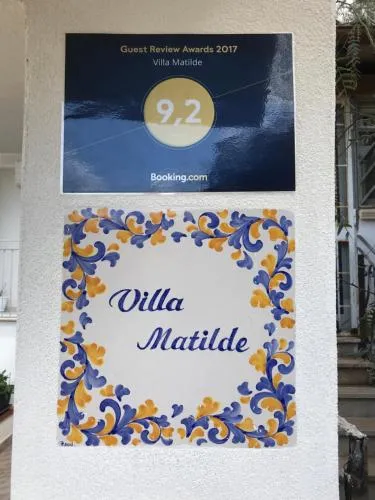 Guest Review Awards 2017
Villa Matilde
9,2
Booking.com
Villa
Matilde